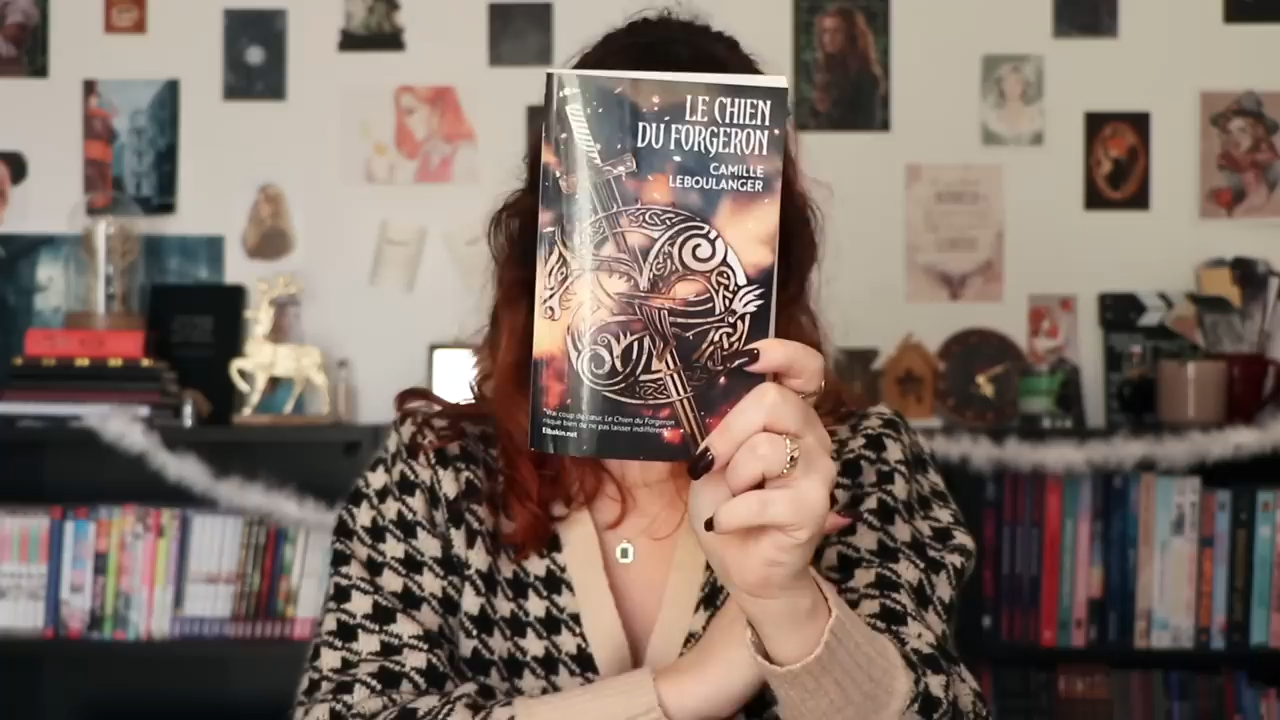 LE CHIEN
DU FORGERON
CAMILLE
LEBOULANGER
"Vrai coup de cœur, Le Chien du Forgeron
risque bien de ne pas laisser indifférent."
Elbakin.net